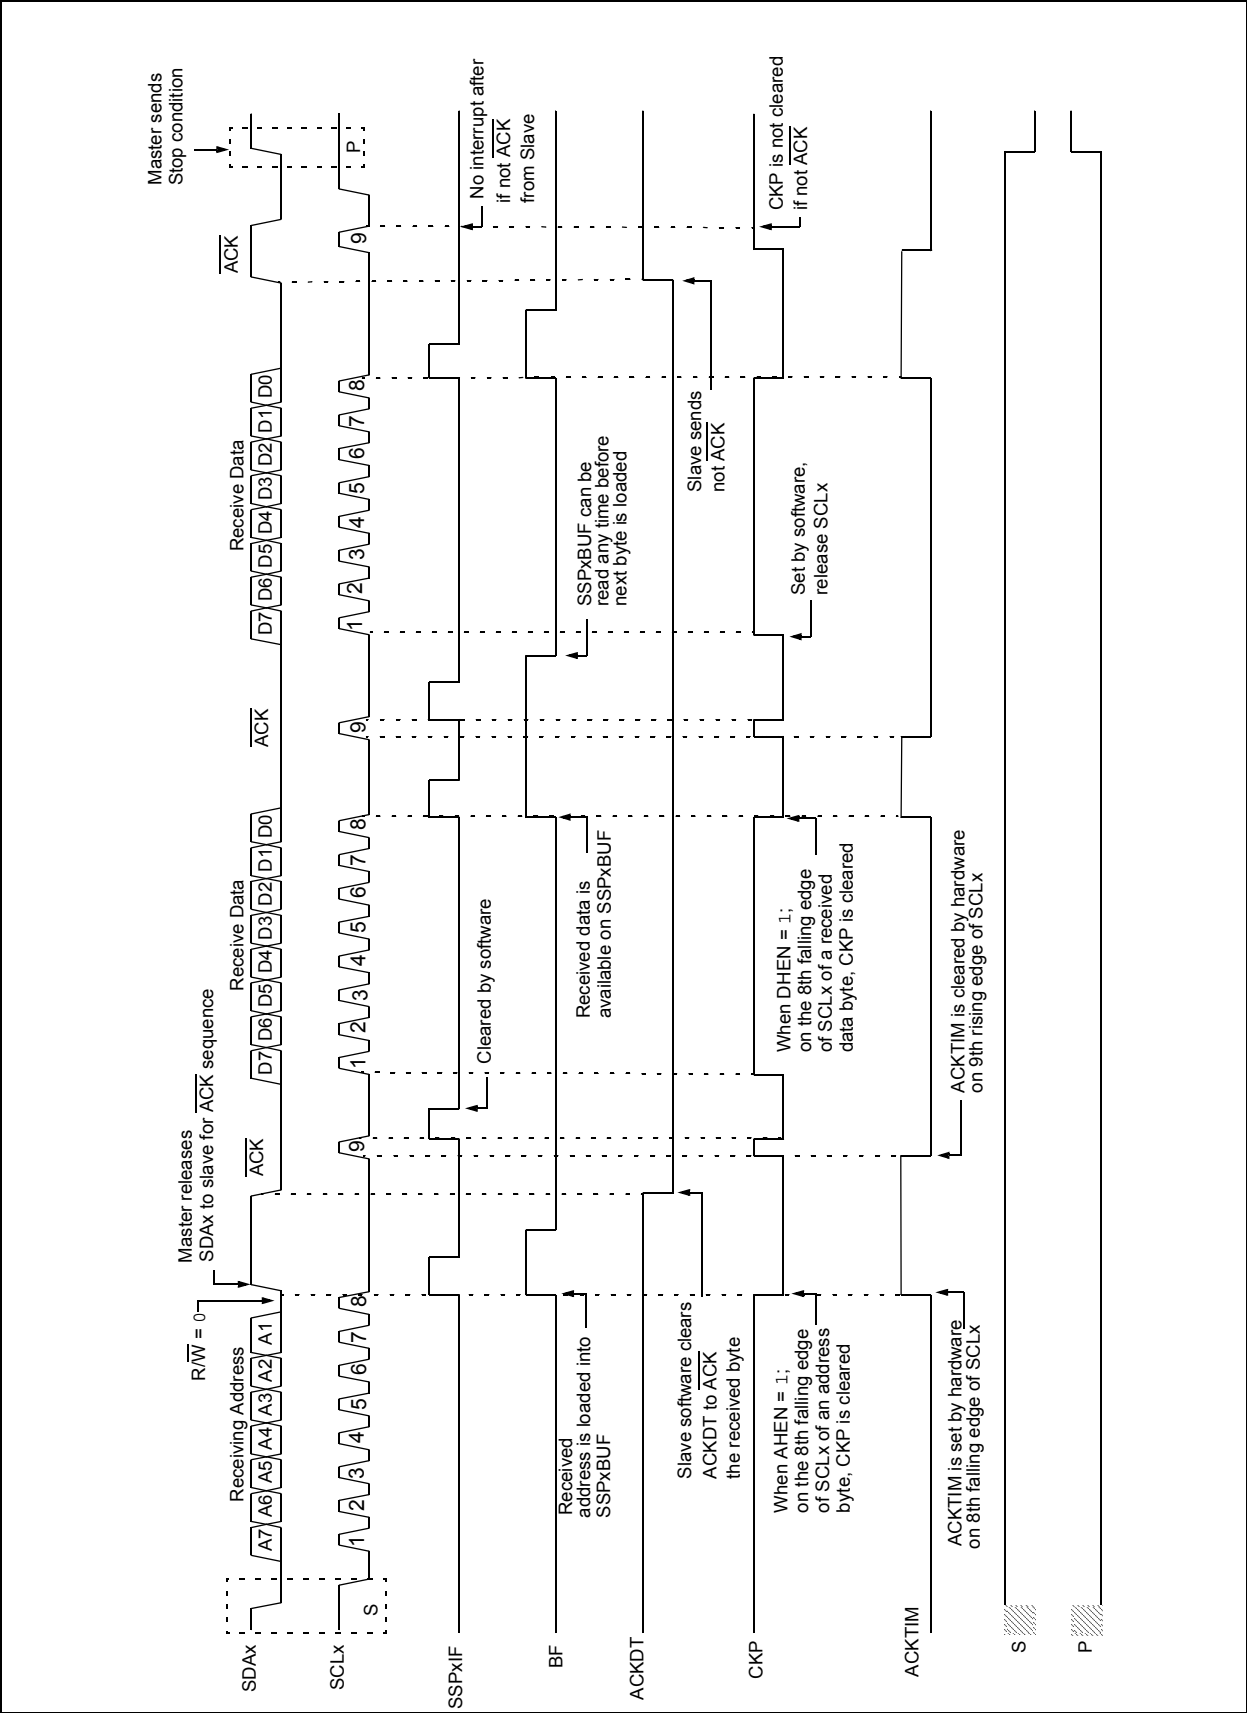 Master sends
Stop condition
Master releases
SDAx to slave for ACK sequence
R/W = 0
Receiving Address
ACK
Receive Data
ACK
Receive Data
ACK
SDAx
A7 A6 A5 A4 A3 A2 A1
D7 D6 D5 D4 D3 D2 D1 D0
D7 D6 D5 D4 D3 D2 D1 D0
SCLx
S
1 2 3 4 5 6 7 8 9
1 2 3 4 5 6 7 8 9
1 2 3 4 5 6 7 8 9
P
SSPxIF
Cleared by software
No interrupt after
if not ACK
from Slave
BF
Received
address is loaded into
SSPxBUF
Received data is
available on SSPxBUF
SSPxBUF can be
read any time before
next byte is loaded
ACKDT
Slave software clears
ACKDT to ACK
the received byte
Slave sends
not ACK
CKP
When AHEN = 1;
on the 8th falling edge
of SCLx of an address
byte, CKP is cleared
When DHEN = 1;
on the 8th falling edge
of SCLx of a received
data byte, CKP is cleared
Set by software,
release SCLx
CKP is not cleared
if not ACK
ACKTIM
ACKTIM is set by hardware
on 8th falling edge of SCLx
ACKTIM is cleared by hardware
on 9th rising edge of SCLx
S
P